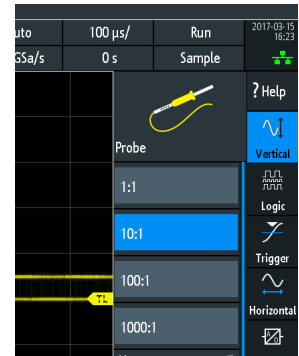 uto 100 µs/ Run 2017-03-15
16:23
GSa/s 0 s Sample
? Help
Probe
Vertical
1:1
Logic
10:1
Trigger
100:1
TL
Horizontal
1000:1
A D